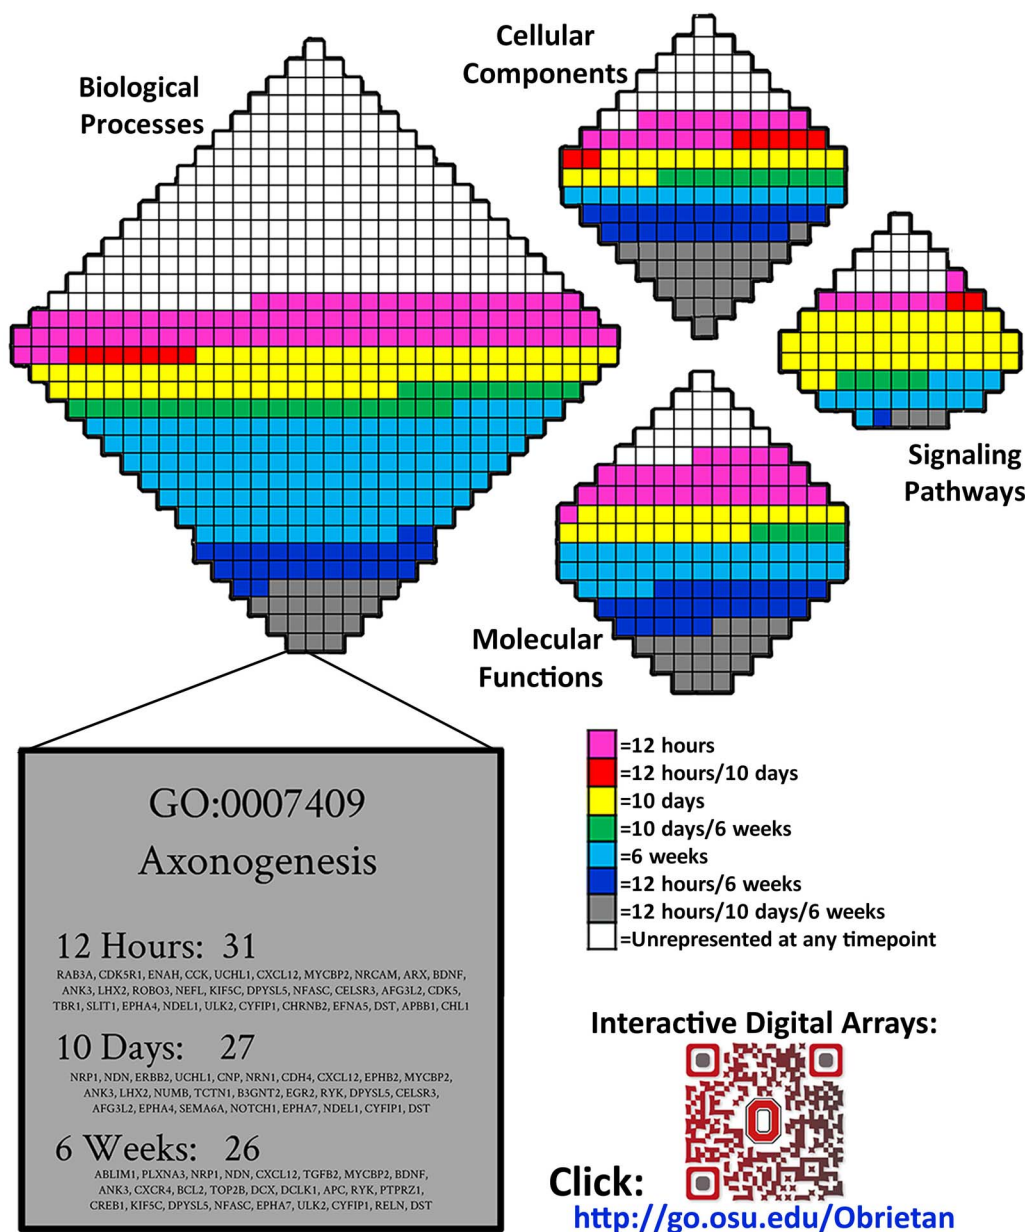 Biological
Processes
Cellular
Components
Signaling
Pathways
Molecular
Functions
GO:0007409
Axonogenesis
12 Hours: 31
RAB3A, CDK5R1, ENAH, CCK, UCHL1, CXCL12, MYCBP2, NRCAM, ARX, BDNF,
ANK3, LHX2, ROBO3, NEFL, KIF5C, DPYSL5, NFASC, CELSR3, AFG3L2, CDK5,
TBR1, SLIT1, EPHA4, NDEL1, ULK2, CYFIP1, CHRNB2, EFNA5, DST, APBB1, CHL1
10 Days: 27
NRP1, NDN, ERBB2, UCHL1, CNP, NRN1, CDH4, CXCL12, EPHB2, MYCBP2,
ANK3, LHX2, NUMB, TCTN1, B3GNT2, EGR2, RYK, DPYSL5, CELSR3,
AFG3L2, EPHA4, SEMA6A, NOTCH1, EPHA7, NDEL1, CYFIP1, DST
6 Weeks: 26
ABLIM1, PLXNA3, NRP1, NDN, CXCL12, TGFB2, MYCBP2, BDNF,
ANK3, CXCR4, BCL2, TOP2B, DCX, DCLK1, APC, RYK, PTPRZ1,
CREB1, KIF5C, DPYSL5, NFASC, EPHA7, ULK2, CYFIP1, RELN, DST
=12 hours
=12 hours/10 days
=10 days
=10 days/6 weeks
=6 weeks
=12 hours/6 weeks
=12 hours/10 days/6 weeks
=Unrepresented at any timepoint
Interactive Digital Arrays:
Click:
http://go.osu.edu/Obrietan